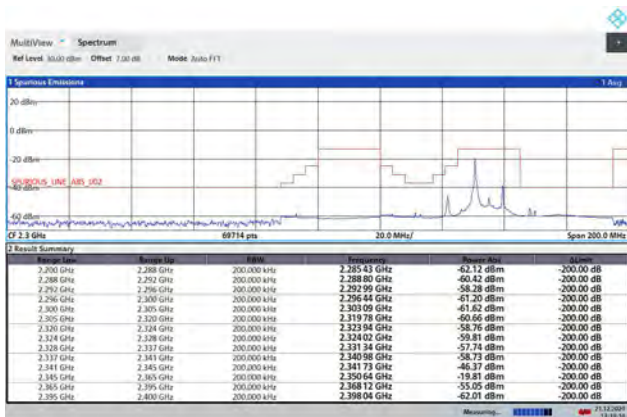 MultiView Spectrum
Ref Level 30.00 dBm Offset 7.00 dB Mode Auto FFT
1 Spurious Emissions 1 Avg
20 dBm
0 dBm
-20 dBm
SPURIOUS_LINE_ABS_002
-40 dBm
-60 dBm
CF 2.3 GHz 69714 pts 20.0 MHz/ Span 200.0 MHz
2 Result Summary
Range Low Range Up RBW Frequency Power Abs ΔLimit
2.200 GHz 2.288 GHz 200.000 kHz 2.285 43 GHz -62.12 dBm -200.00 dB
2.288 GHz 2.292 GHz 200.000 kHz 2.288 80 GHz -60.42 dBm -200.00 dB
2.292 GHz 2.296 GHz 200.000 kHz 2.292 99 GHz -58.28 dBm -200.00 dB
2.296 GHz 2.300 GHz 200.000 kHz 2.296 44 GHz -61.20 dBm -200.00 dB
2.300 GHz 2.305 GHz 200.000 kHz 2.303 09 GHz -61.62 dBm -200.00 dB
2.305 GHz 2.320 GHz 200.000 kHz 2.319 78 GHz -60.66 dBm -200.00 dB
2.320 GHz 2.324 GHz 200.000 kHz 2.323 94 GHz -58.76 dBm -200.00 dB
2.324 GHz 2.328 GHz 200.000 kHz 2.324 02 GHz -59.81 dBm -200.00 dB
2.328 GHz 2.337 GHz 200.000 kHz 2.331 34 GHz -57.74 dBm -200.00 dB
2.337 GHz 2.341 GHz 200.000 kHz 2.340 98 GHz -58.73 dBm -200.00 dB
2.341 GHz 2.345 GHz 200.000 kHz 2.341 73 GHz -46.37 dBm -200.00 dB
2.345 GHz 2.365 GHz 200.000 kHz 2.350 64 GHz -19.81 dBm -200.00 dB
2.365 GHz 2.395 GHz 200.000 kHz 2.368 12 GHz -55.05 dBm -200.00 dB
2.395 GHz 2.400 GHz 200.000 kHz 2.398 04 GHz -62.01 dBm -200.00 dB
Measuring...